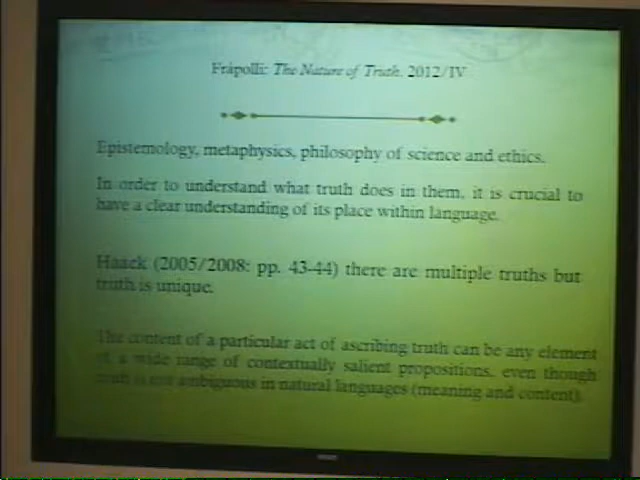 Frápolli: The Nature of Truth. 2012/IV
Epistemology, metaphysics, philosophy of science and ethics.
In order to understand what truth does in them, it is crucial to
have a clear understanding of its place within language.
Haack (2005/2008: pp. 43-44) there are multiple truths but
truth is unique.
The content of a particular act of ascribing truth can be any element
of a wide range of contextually salient propositions, even though
truth is not ambiguous in natural languages (meaning and content).